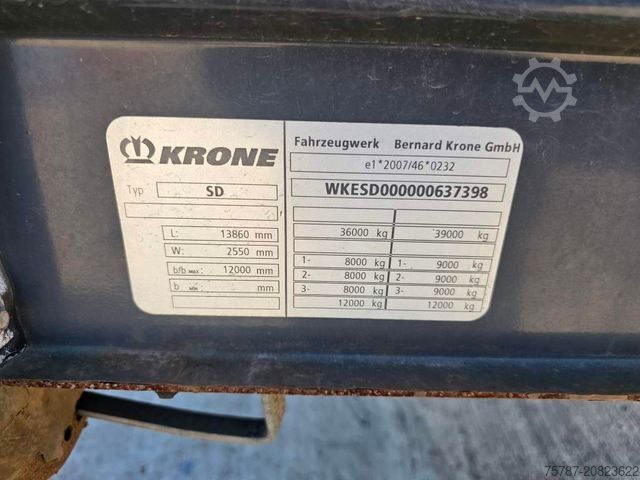 KRONE
Typ SD
L: 13860 mm
W: 2550 mm
b/b MAX: 12000 mm
b MIN: mm
Fahrzeugwerk Bernard Krone GmbH
e1*2007/46*0232
WKESD000000637398
36000 kg 39000 kg
1- 8000 kg 1- 9000 kg
2- 8000 kg 2- 9000 kg
3- 8000 kg 3- 9000 kg
12000 kg 12000 kg
75787-20823622